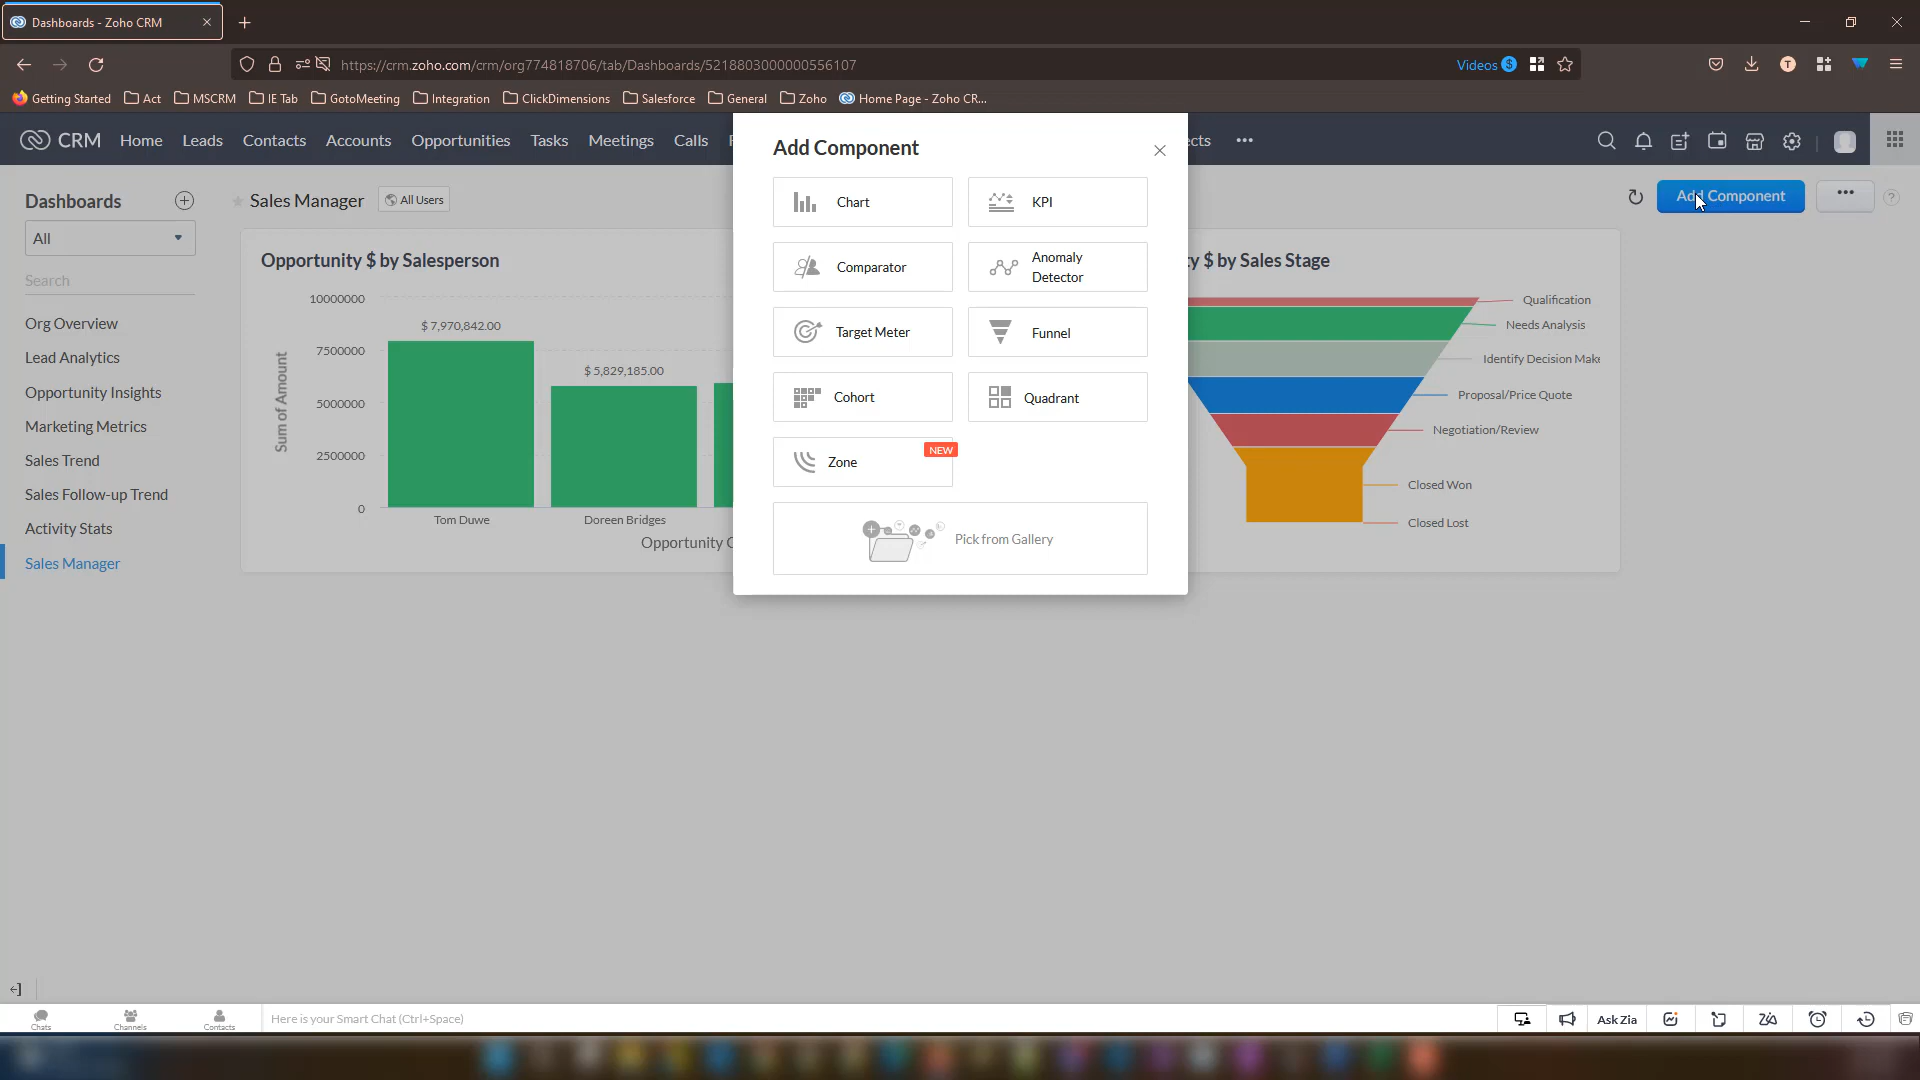 Dashboards - Zoho CRM
https://crm.zoho.com/crm/org774818706/tab/Dashboards/5218803000000556107
Videos $
T
Getting Started Act MSCRM IE Tab GotoMeeting Integration ClickDimensions Salesforce General Zoho Home Page - Zoho CR...
CRM Home Leads Contacts Accounts Opportunities Tasks Meetings Calls
Add Component
Chart
KPI
Comparator
Anomaly
Detector
Target Meter
Funnel
Cohort
Quadrant
Zone
NEW
Pick from Gallery
Dashboards
All
Search
Org Overview
Lead Analytics
Opportunity Insights
Marketing Metrics
Sales Trend
Sales Follow-up Trend
Activity Stats
Sales Manager
Sales Manager All Users
Add Component
?
Opportunity $ by Salesperson
Sum of Amount
10000000
7500000
5000000
2500000
0
$ 7,970,842.00
$ 5,829,185.00
Tom Duwe
Doreen Bridges
Opportunity
y $ by Sales Stage
Qualification
Needs Analysis
Identify Decision Make
Proposal/Price Quote
Negotiation/Review
Closed Won
Closed Lost
Chats
Channels
Contacts
Here is your Smart Chat (Ctrl+Space)
Ask Zia